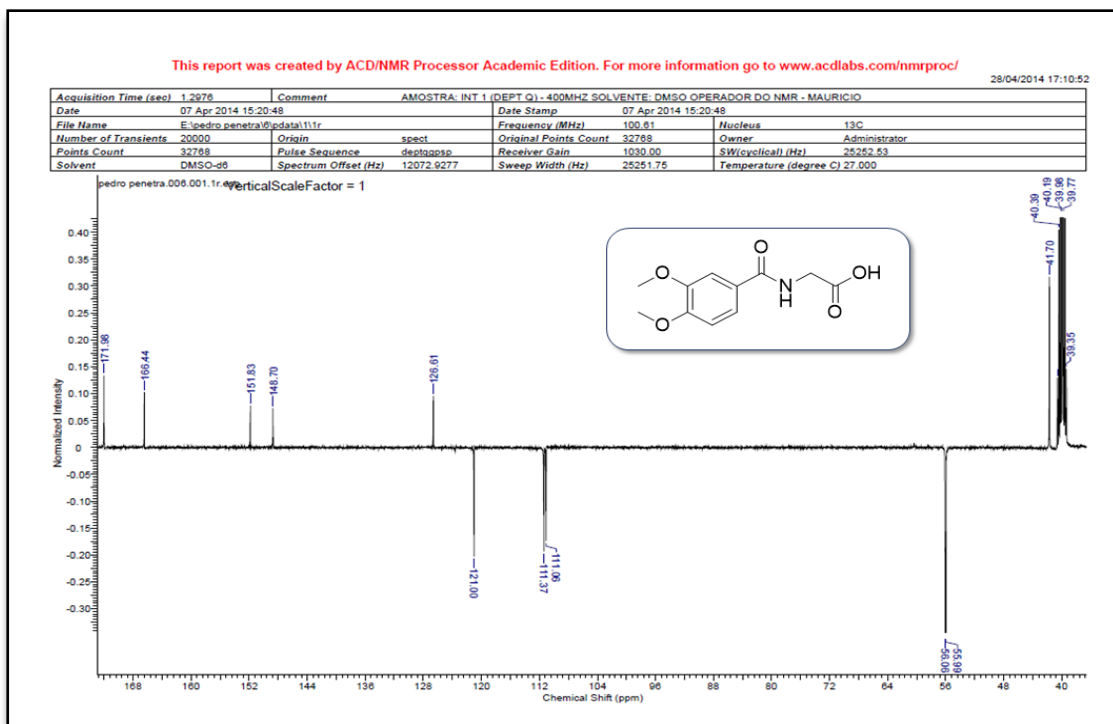 This report was created by ACD/NMR Processor Academic Edition. For more information go to www.acdlabs.com/nmrproc/
28/04/2014 17:10:52
Acquisition Time (sec) 1.2976 Comment AMOSTRA: INT 1 (DEPT Q) - 400MHZ SOLVENTE: DMSO OPERADOR DO NMR - MAURICIO
Date 07 Apr 2014 15:20:48 Date Stamp 07 Apr 2014 15:20:48
File Name E:\pedro penetra\6\pdata\1\1r Frequency (MHz) 100.61 Nucleus 13C
Number of Transients 20000 Origin spect Original Points Count 32768 Owner Administrator
Points Count 32768 Pulse Sequence deptqgpsp Receiver Gain 1030.00 SW(cyclical) (Hz) 25252.53
Solvent DMSO-d6 Spectrum Offset (Hz) 12072.9277 Sweep Width (Hz) 25251.75 Temperature (degree C) 27.000
pedro penetra.006.001.1r.esp
VerticalScaleFactor = 1
40.39
40.19
39.98
39.77
41.70
39.35
171.98
166.44
151.83
148.70
126.61
121.00
111.37
111.06
56.06
55.99
O
O
O
N
H
O
OH
Normalized Intensity
0.40
0.35
0.30
0.25
0.20
0.15
0.10
0.05
0
-0.05
-0.10
-0.15
-0.20
-0.25
-0.30
168 160 152 144 136 128 120 112 104 96 88 80 72 64 56 48 40
Chemical Shift (ppm)